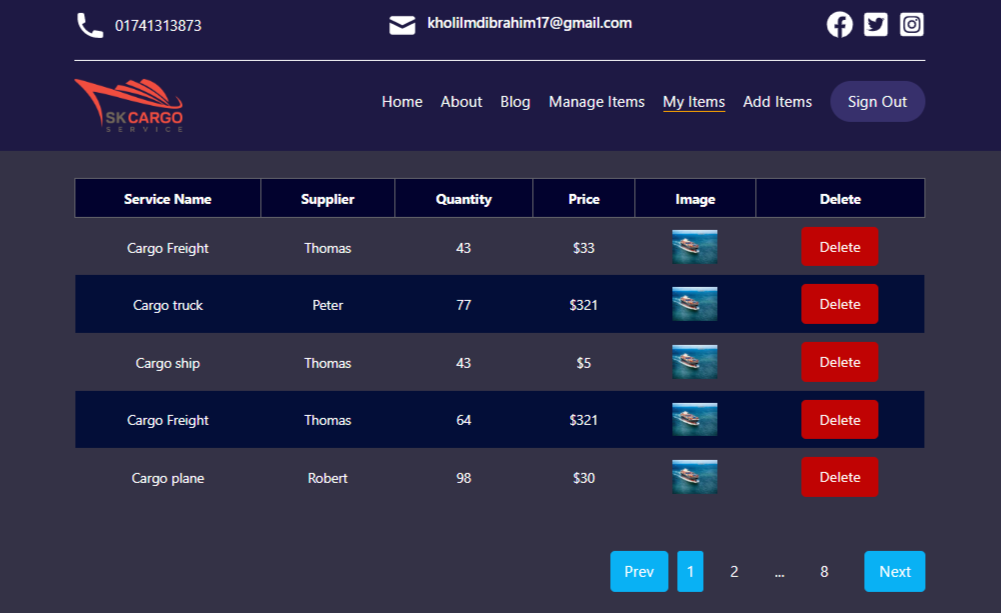 01741313873 kholilmdibrahim17@gmail.com
SKCARGO
SERVICE
Home About Blog Manage Items My Items Add Items Sign Out
Service Name Supplier Quantity Price Image Delete
Cargo Freight Thomas 43 $33 Delete
Cargo truck Peter 77 $321 Delete
Cargo ship Thomas 43 $5 Delete
Cargo Freight Thomas 64 $321 Delete
Cargo plane Robert 98 $30 Delete
Prev 1 2 ... 8 Next